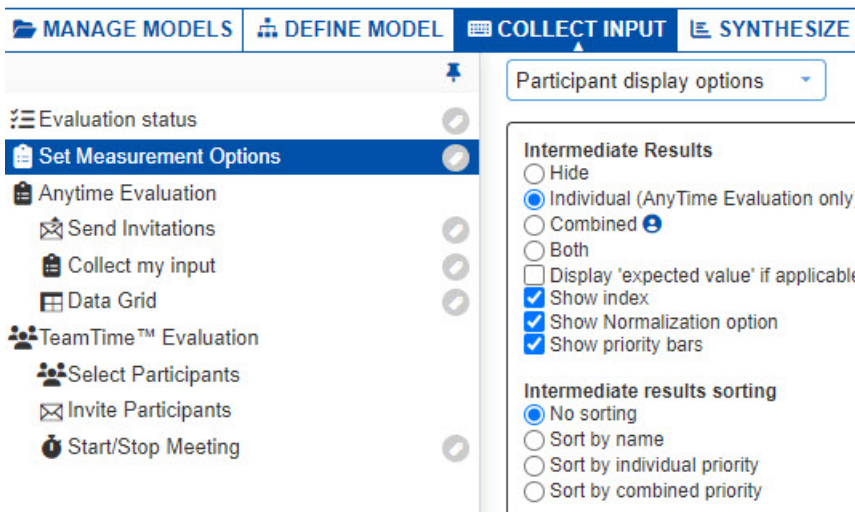 MANAGE MODELS DEFINE MODEL COLLECT INPUT SYNTHESIZE
Participant display options
Evaluation status
Set Measurement Options
Anytime Evaluation
Send Invitations
Collect my input
Data Grid
TeamTime™ Evaluation
Select Participants
Invite Participants
Start/Stop Meeting
Intermediate Results
Hide
Individual (AnyTime Evaluation only)
Combined
Both
Display 'expected value' if applicable
Show index
Show Normalization option
Show priority bars
Intermediate results sorting
No sorting
Sort by name
Sort by individual priority
Sort by combined priority